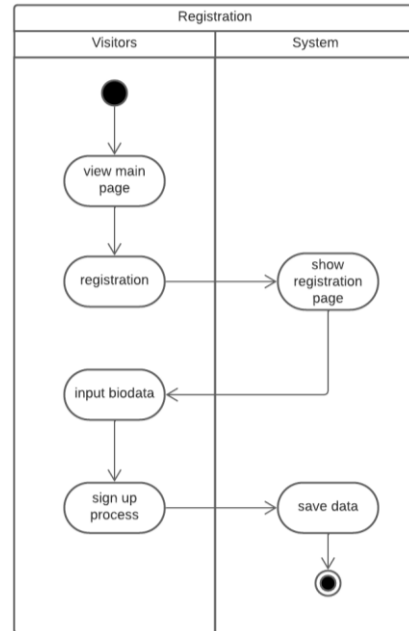 Registration
Visitors
System
view main
page
registration
show
registration
page
input biodata
sign up
process
save data